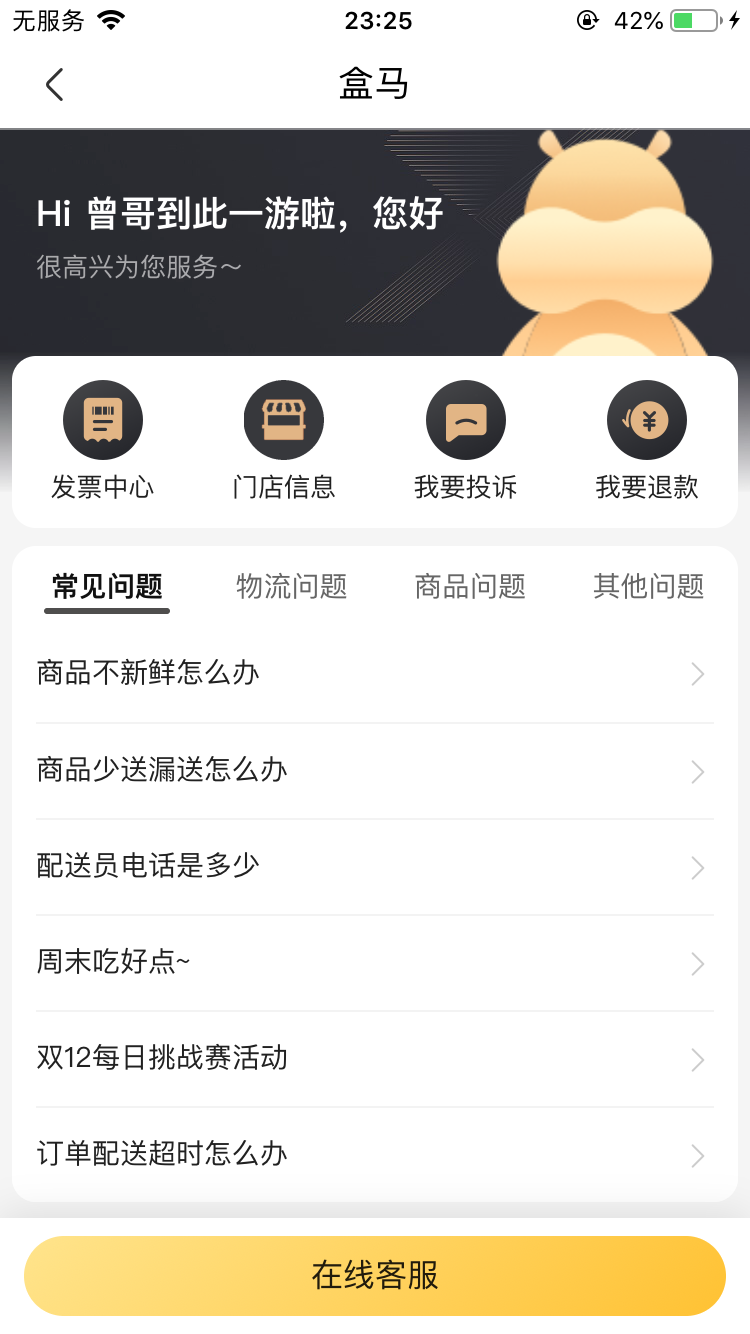 无服务 23:25 42%
盒马
Hi 曾哥到此一游啦，您好
很高兴为您服务～
发票中心 门店信息 我要投诉 我要退款
常见问题 物流问题 商品问题 其他问题
商品不新鲜怎么办
商品少送漏送怎么办
配送员电话是多少
周末吃好点~
双12每日挑战赛活动
订单配送超时怎么办
在线客服